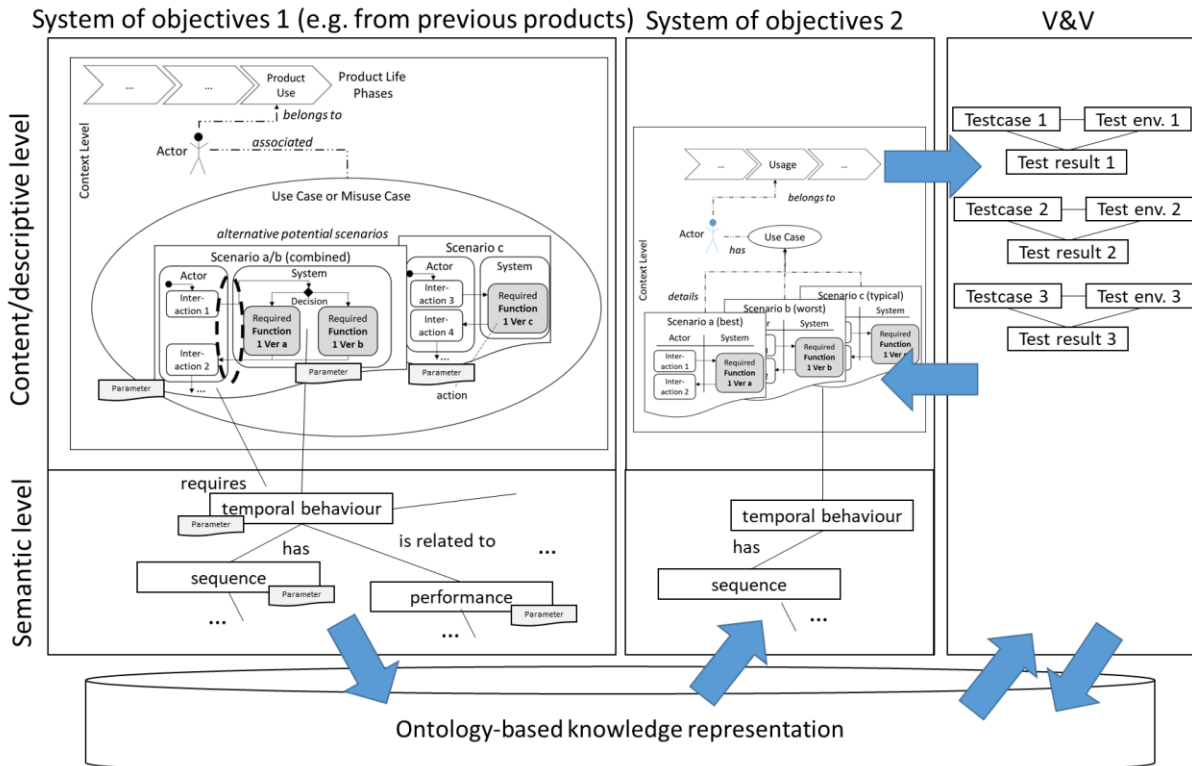 System of objectives 1 (e.g. from previous products)
System of objectives 2
V&V
Content/descriptive level
Context Level
...
...
Product
Use
Product Life
Phases
belongs to
Actor
associated
Use Case or Misuse Case
alternative potential scenarios
Scenario a/b (combined)
Actor
System
Inter-
action 1
Decision
Required
Function
1 Ver a
Required
Function
1 Ver b
Inter-
action 2
...
Parameter
Parameter
Scenario c
Actor
System
Inter-
action 3
Required
Function
1 Ver c
Inter-
action 4
...
Parameter
action
Context Level
...
Usage
...
belongs to
Actor
has
Use Case
details
Scenario c (typical)
System
Required
Function
Scenario b (worst)
System
Required
Function
1 Ver b
Scenario a (best)
Actor
System
Inter-
action 1
Required
Function
1 Ver a
Inter-
action 2
Testcase 1
Test env. 1
Test result 1
Testcase 2
Test env. 2
Test result 2
Testcase 3
Test env. 3
Test result 3
Semantic level
requires
temporal behaviour
Parameter
has
is related to
...
sequence
Parameter
performance
Parameter
...
...
temporal behaviour
has
sequence
...
Ontology-based knowledge representation